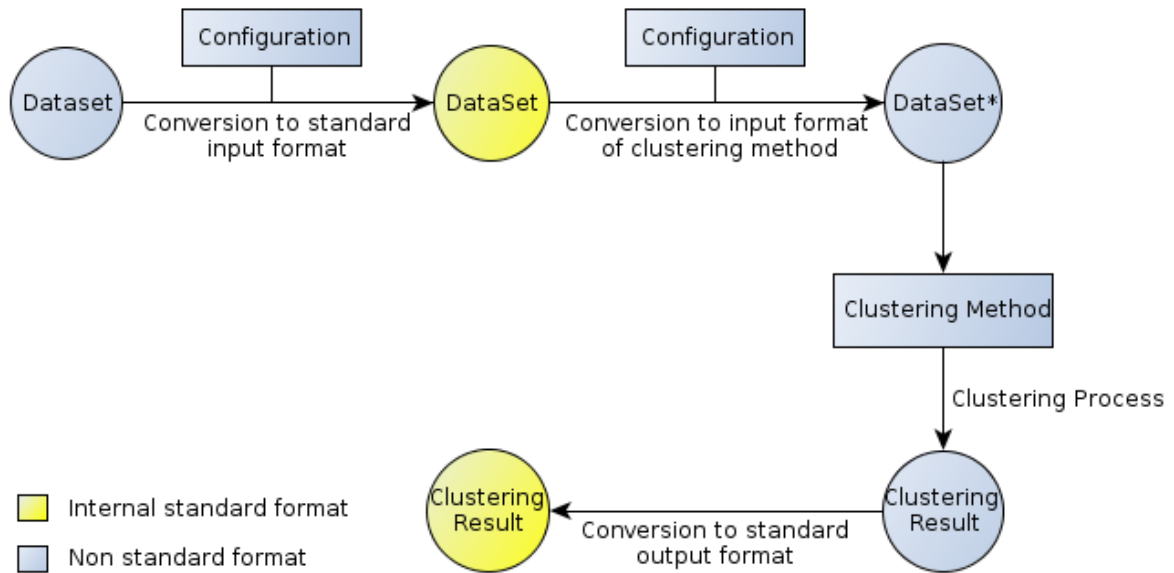 Configuration
Configuration
Dataset
DataSet
DataSet*
Conversion to standard
input format
Conversion to input format
of clustering method
Clustering Method
Clustering Process
Clustering
Result
Clustering
Result
Conversion to standard
output format
Internal standard format
Non standard format